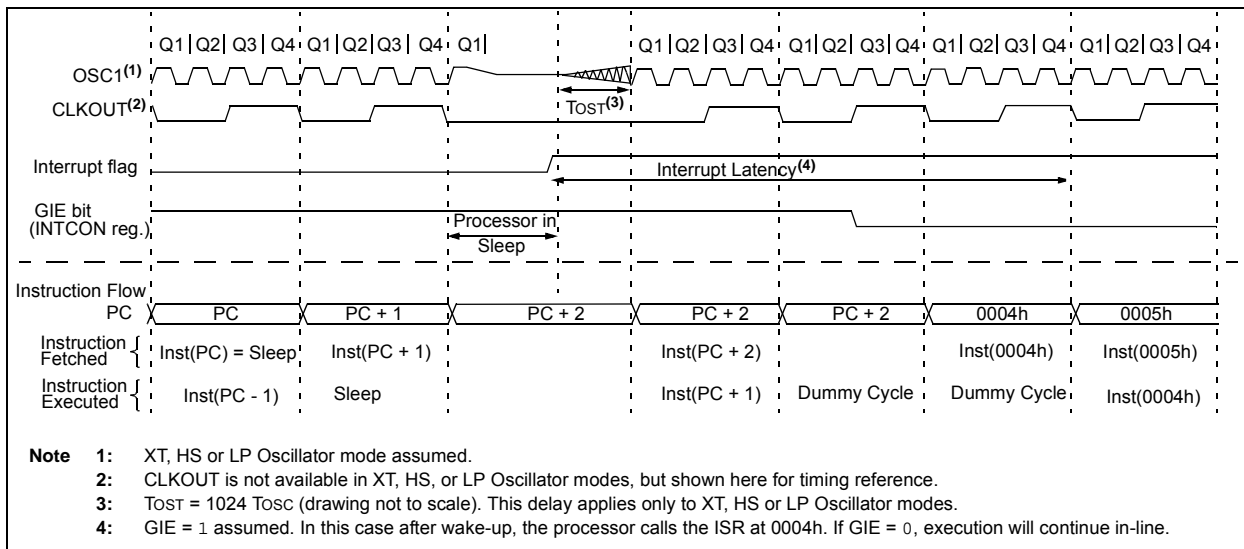 Q1 Q2 Q3 Q4 Q1 Q2 Q3 Q4 Q1 Q1 Q2 Q3 Q4 Q1 Q2 Q3 Q4 Q1 Q2 Q3 Q4 Q1 Q2 Q3 Q4
OSC1(1)
TOST(3)
CLKOUT(2)
Interrupt flag
Interrupt Latency(4)
GIE bit
(INTCON reg.)
Processor in
Sleep
Instruction Flow
PC PC PC + 1 PC + 2 PC + 2 PC + 2 0004h 0005h
Instruction
Fetched { Inst(PC) = Sleep Inst(PC + 1) Inst(PC + 2) Inst(0004h) Inst(0005h)
Instruction
Executed { Inst(PC - 1) Sleep Inst(PC + 1) Dummy Cycle Dummy Cycle Inst(0004h)
Note 1: XT, HS or LP Oscillator mode assumed.
2: CLKOUT is not available in XT, HS, or LP Oscillator modes, but shown here for timing reference.
3: TOST = 1024 TOSC (drawing not to scale). This delay applies only to XT, HS or LP Oscillator modes.
4: GIE = 1 assumed. In this case after wake-up, the processor calls the ISR at 0004h. If GIE = 0, execution will continue in-line.